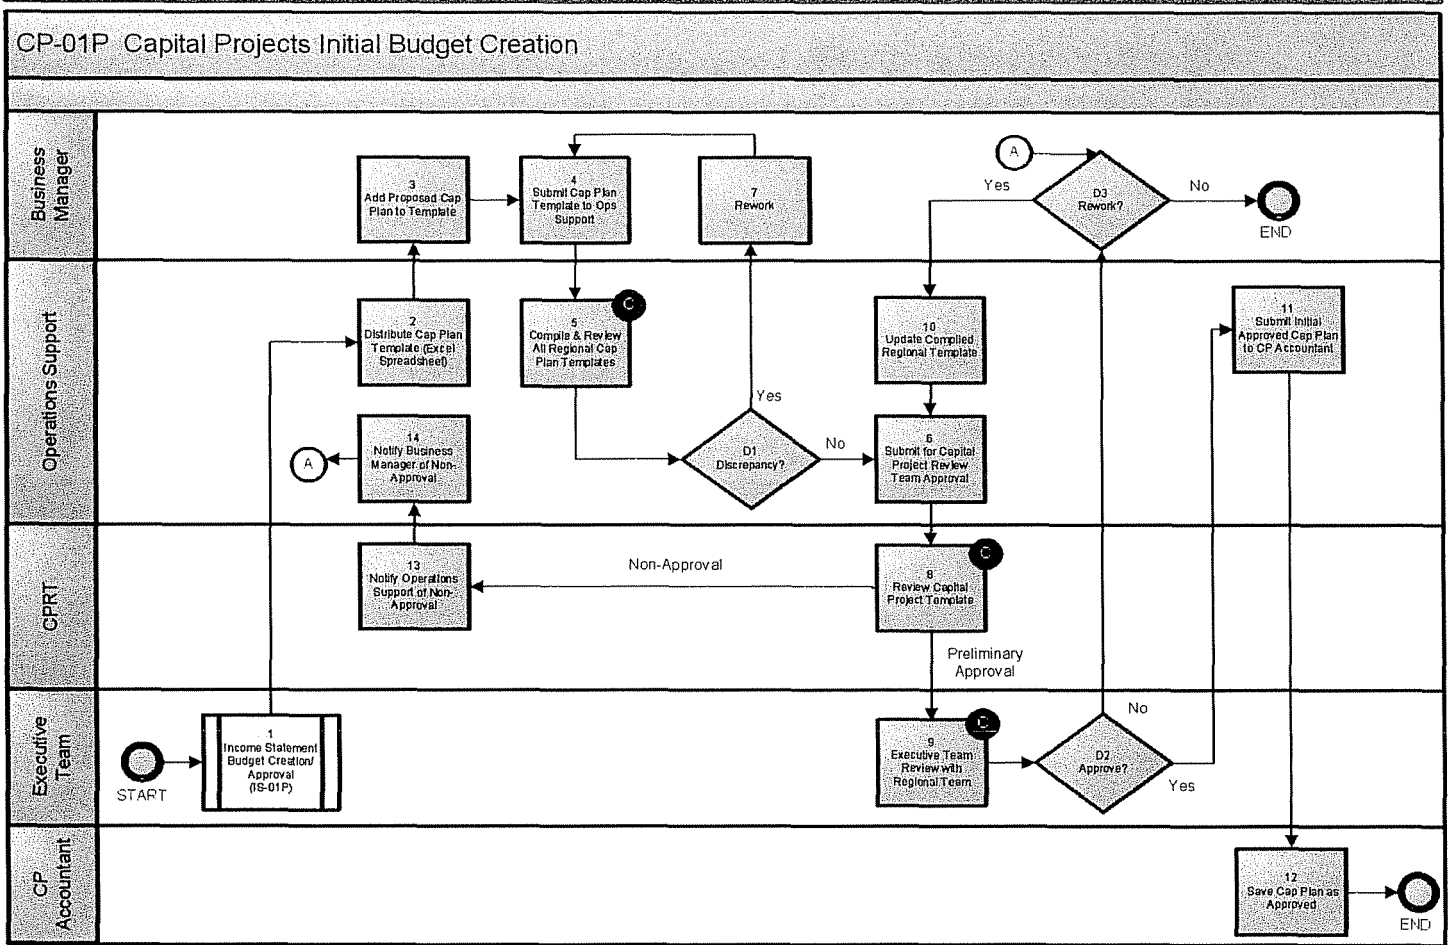 CP-01P Capital Projects Initial Budget Creation
Business
Manager
3
Add Proposed Cap
Plan to Template
4
Submit Cap Plan
Template to Ops
Support
7
Rework
A
Yes
D3
Rework?
No
END
Operations Support
2
Distribute Cap Plan
Template (Excel
Spreadsheet)
5
Compile & Review
All Regional Cap
Plan Templates
C
10
Update Compiled
Regional Template
11
Submit Initial
Approved Cap Plan
to CP Accountant
A
14
Notify Business
Manager of Non-
Approval
Yes
D1
Discrepancy?
No
6
Submit for Capital
Project Review
Team Approval
CPRT
13
Notify Operations
Support of Non-
Approval
Non-Approval
8
Review Capital
Project Template
C
Preliminary
Approval
Executive
Team
START
1
Income Statement
Budget Creation/
Approval
(IS-01P)
9
Executive Team
Review with
Regional Team
No
D2
Approve?
Yes
CP
Accountant
12
Save Cap Plan as
Approved
END